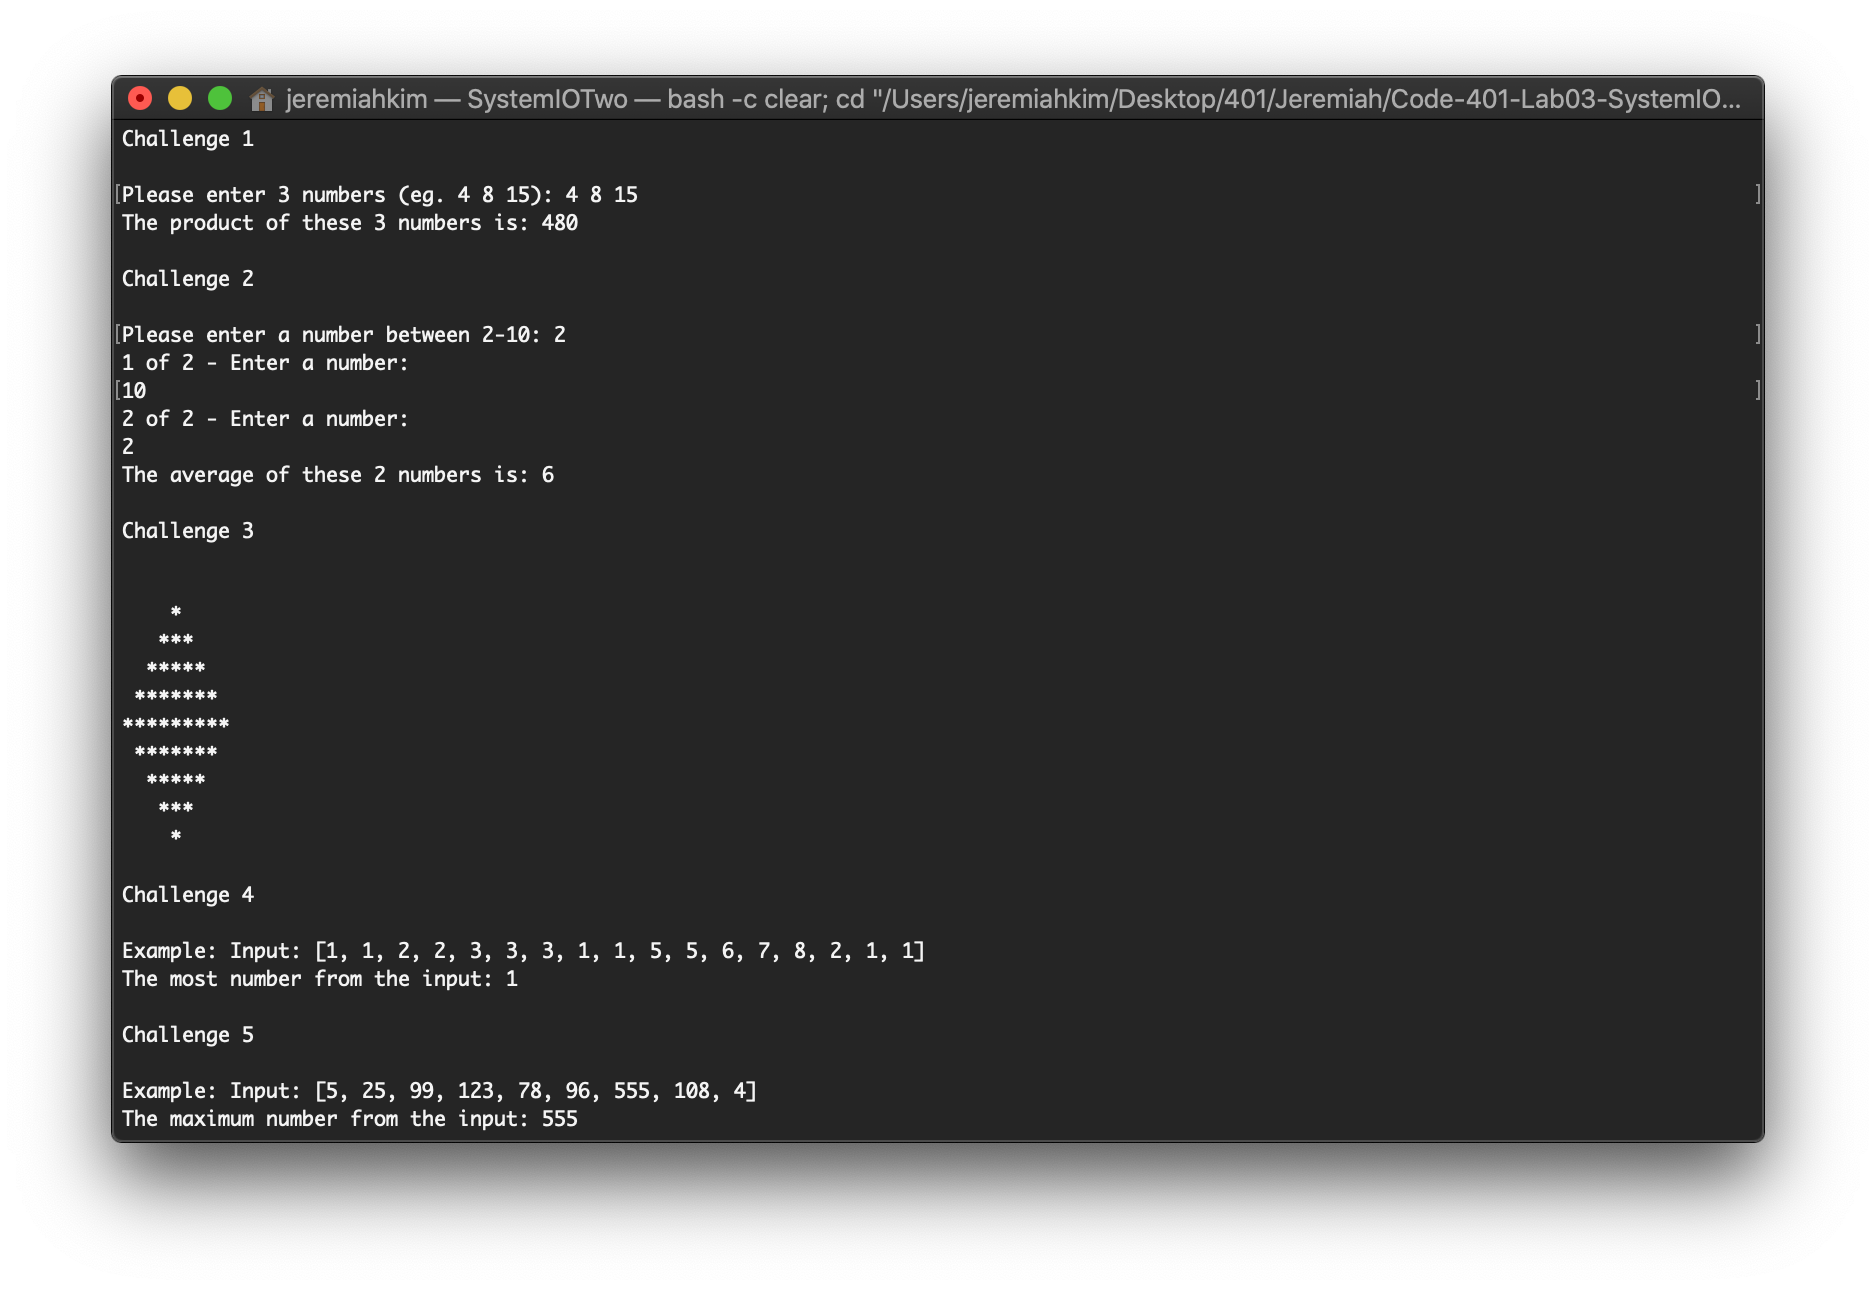 jeremiahkim — SystemIOTwo — bash -c clear; cd "/Users/jeremiahkim/Desktop/401/Jeremiah/Code-401-Lab03-SystemIO...
Challenge 1
[Please enter 3 numbers (eg. 4 8 15): 4 8 15 ]
The product of these 3 numbers is: 480
Challenge 2
[Please enter a number between 2-10: 2 ]
1 of 2 - Enter a number:
[10 ]
2 of 2 - Enter a number:
2
The average of these 2 numbers is: 6
Challenge 3
    *
   ***
  *****
 *******
*********
 *******
  *****
   ***
    *
Challenge 4
Example: Input: [1, 1, 2, 2, 3, 3, 3, 1, 1, 5, 5, 6, 7, 8, 2, 1, 1]
The most number from the input: 1
Challenge 5
Example: Input: [5, 25, 99, 123, 78, 96, 555, 108, 4]
The maximum number from the input: 555